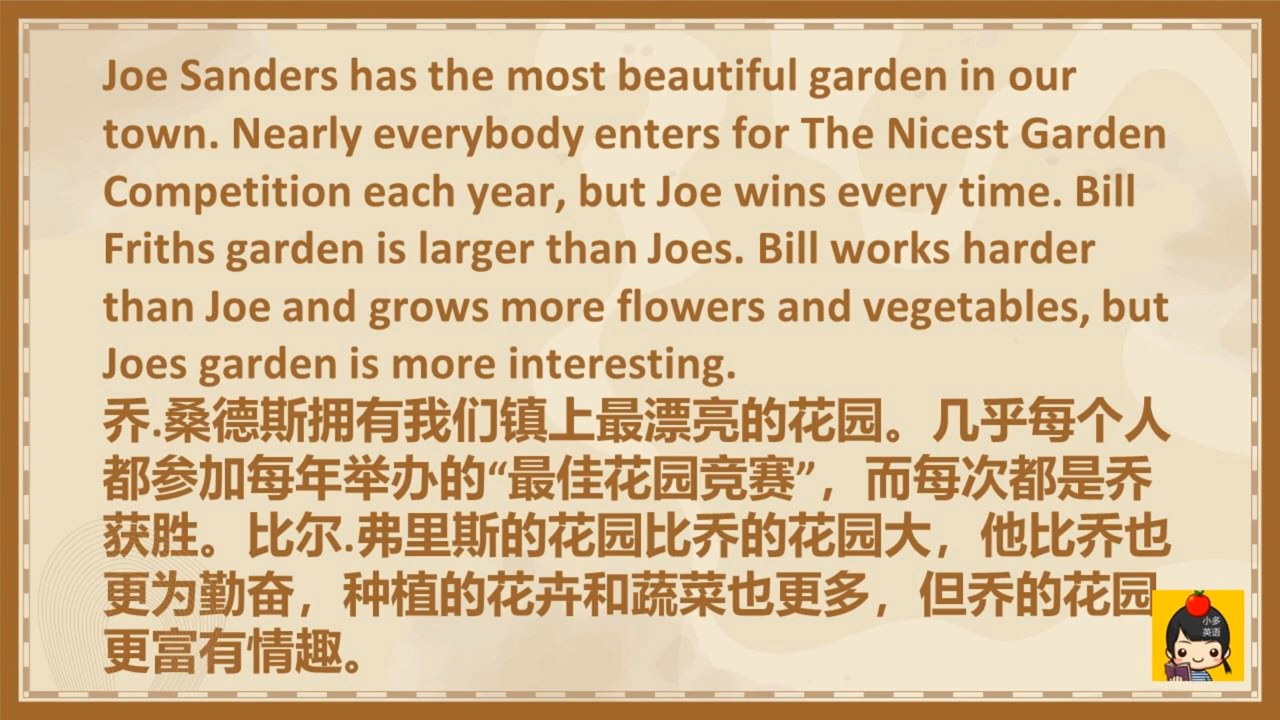 Joe Sanders has the most beautiful garden in our
town. Nearly everybody enters for The Nicest Garden
Competition each year, but Joe wins every time. Bill
Friths garden is larger than Joes. Bill works harder
than Joe and grows more flowers and vegetables, but
Joes garden is more interesting.
乔.桑德斯拥有我们镇上最漂亮的花园。几乎每个人
都参加每年举办的“最佳花园竞赛”，而每次都是乔
获胜。比尔.弗里斯的花园比乔的花园大，他比乔也
更为勤奋，种植的花卉和蔬菜也更多，但乔的花园
更富有情趣。
小多
英语